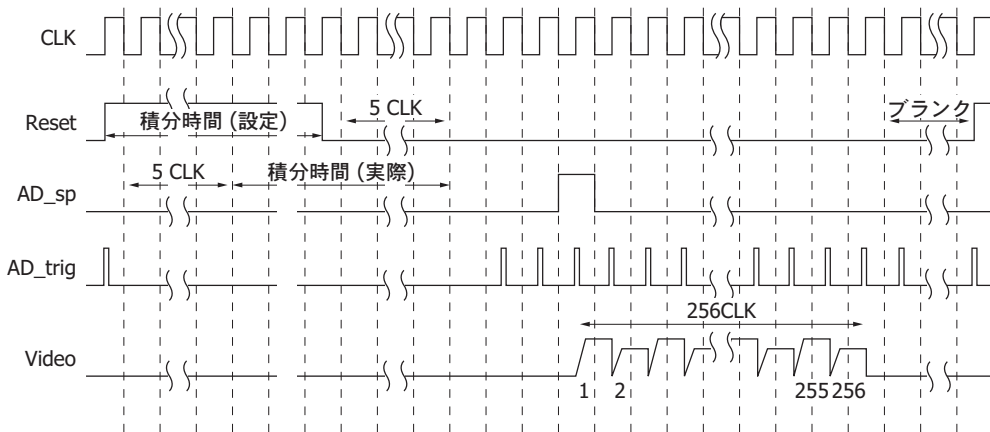 CLK
Reset
積分時間 (設定)
5 CLK
ブランク
AD_sp
5 CLK
積分時間 (実際)
AD_trig
256CLK
Video
1
2
255
256